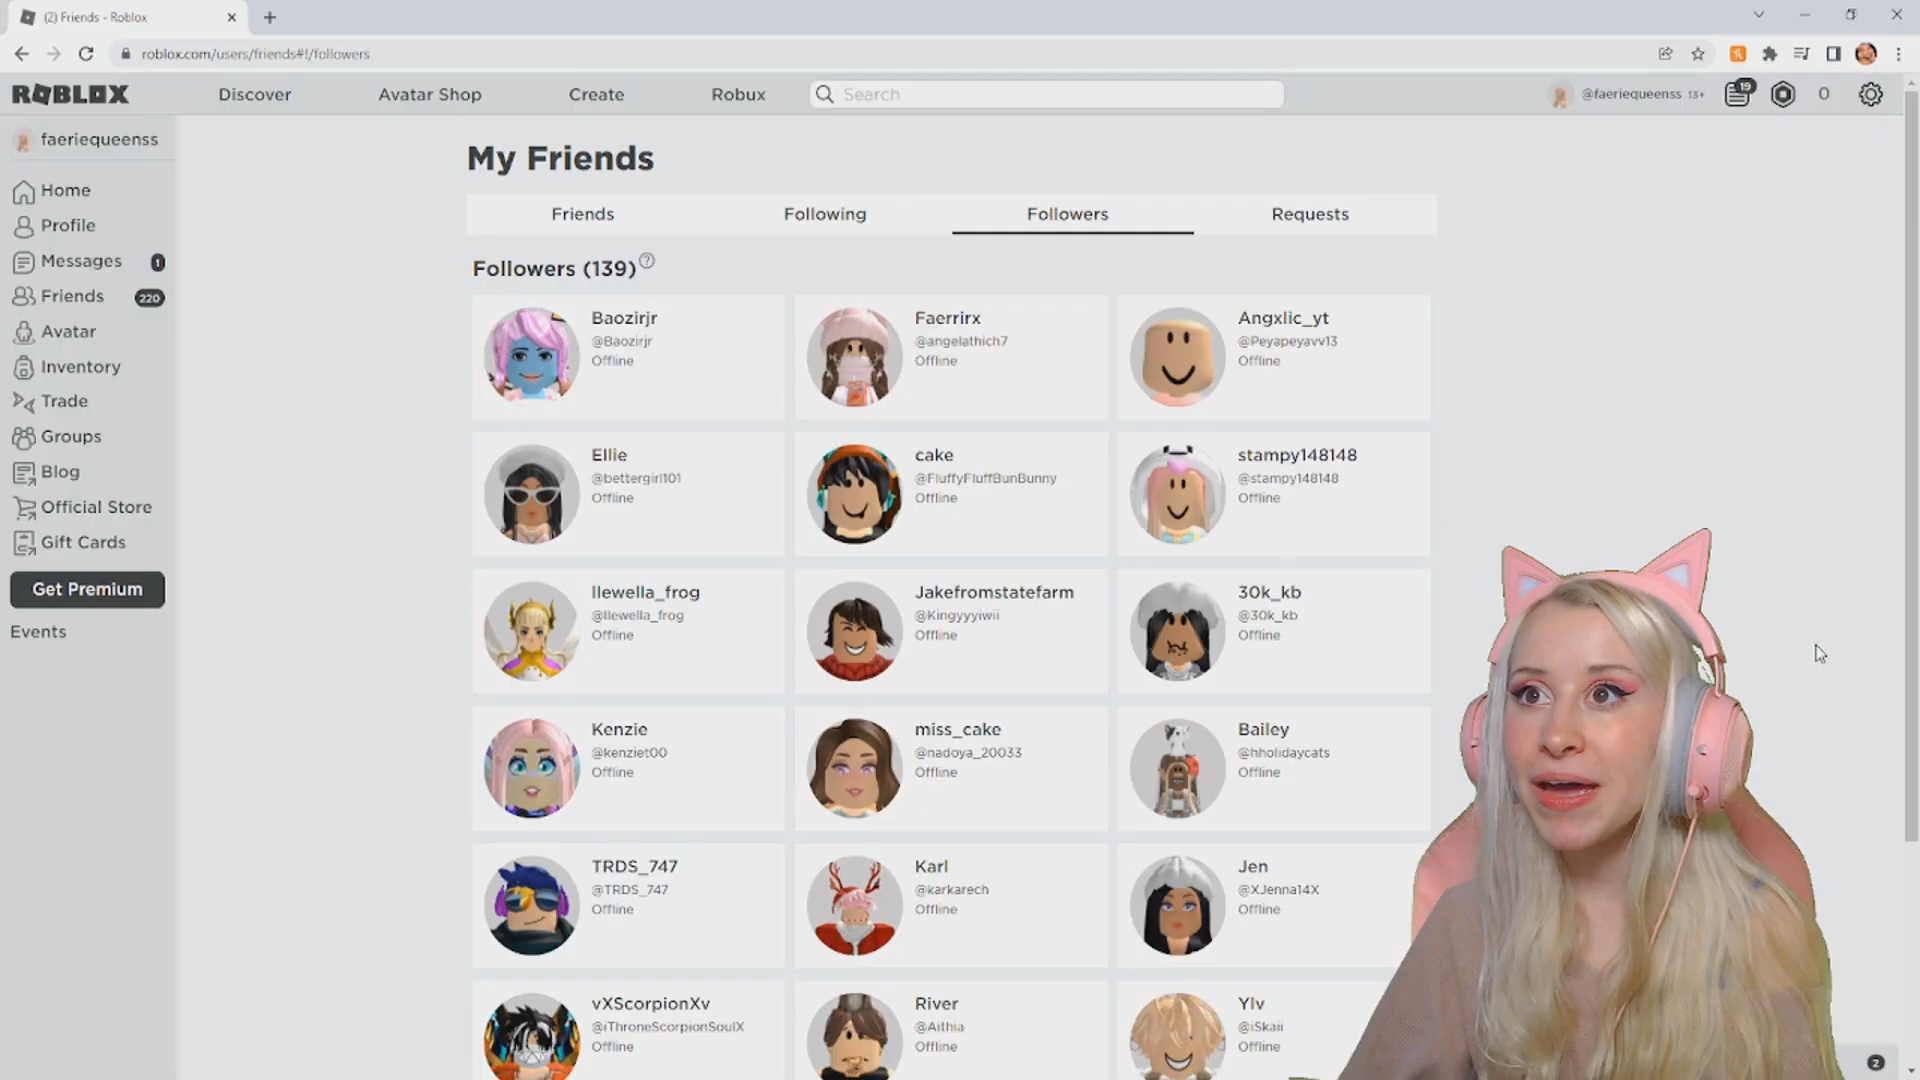 (2) Friends - Roblox
roblox.com/users/friends#!/followers
ROBLOX
Discover
Avatar Shop
Create
Robux
Search
@faeriequeenss 13+
19
0
faeriequeenss
Home
Profile
Messages 1
Friends 220
Avatar
Inventory
Trade
Groups
Blog
Official Store
Gift Cards
Get Premium
Events
My Friends
Friends
Following
Followers
Requests
Followers (139)
?
Baozirjr
@Baozirjr
Offline
Faerrirx
@angelathich7
Offline
Angxlic_yt
@Peyapeyavv13
Offline
Ellie
@bettergirl101
Offline
cake
@FluffyFluffBunBunny
Offline
stampy148148
@stampy148148
Offline
llewella_frog
@llewella_frog
Offline
Jakefromstatefarm
@Kingyyyiwii
Offline
30k_kb
@30k_kb
Offline
Kenzie
@kenziet00
Offline
miss_cake
@nadoya_20033
Offline
Bailey
@hholidaycats
Offline
TRDS_747
@TRDS_747
Offline
Karl
@karkarech
Offline
Jen
@XJenna14X
Offline
vXScorpionXv
@iThroneScorpionSoulX
Offline
River
@Aithia
Offline
Ylv
@iSkaii
Offline
2